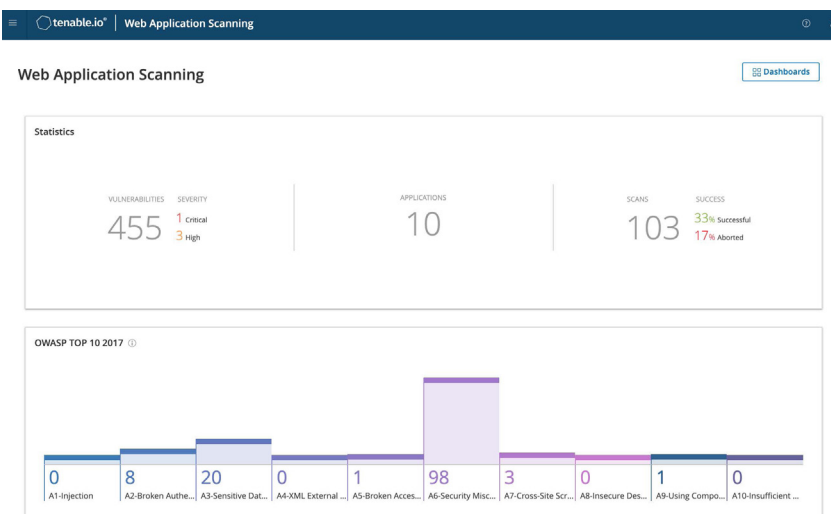 tenable.io® Web Application Scanning
Web Application Scanning
Dashboards
Statistics
VULNERABILITIES SEVERITY
455
1 Critical
3 High
APPLICATIONS
10
SCANS SUCCESS
103
33% Successful
17% Aborted
OWASP TOP 10 2017
0 8 20 0 1 98 3 0 1 0
A1-Injection A2-Broken Authe... A3-Sensitive Dat... A4-XML External ... A5-Broken Acces... A6-Security Misc... A7-Cross-Site Scr... A8-Insecure Des... A9-Using Compo... A10-Insufficient ...